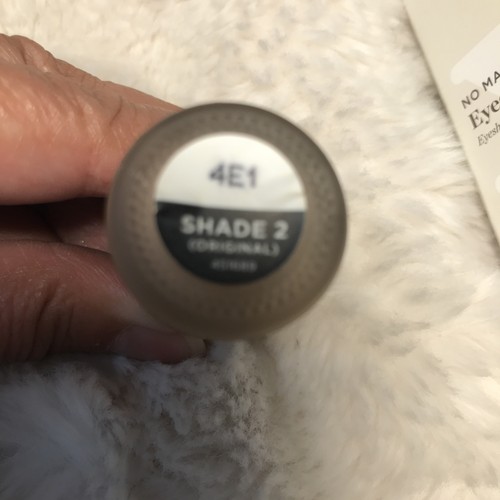 4E1
SHADE 2
(ORIGINAL)
NO MA
Eye
Eyesh